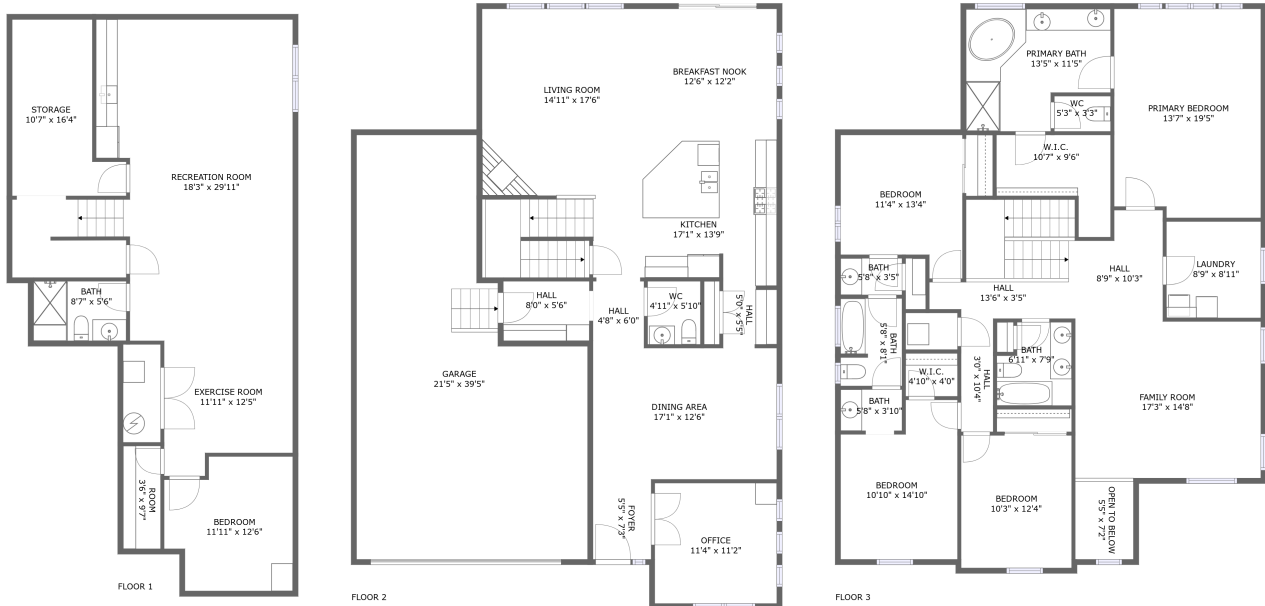 STORAGE
10'7" x 16'4"
RECREATION ROOM
18'3" x 29'11"
BATH
8'7" x 5'6"
EXERCISE ROOM
11'11" x 12'5"
ROOM
3'6" x 9'7"
BEDROOM
11'11" x 12'6"
FLOOR 1
LIVING ROOM
14'11" x 17'6"
BREAKFAST NOOK
12'6" x 12'2"
KITCHEN
17'1" x 13'9"
HALL
8'0" x 5'6"
HALL
4'8" x 6'0"
WC
4'11" x 5'10"
HALL
5'0" x 5'5"
GARAGE
21'5" x 39'5"
DINING AREA
17'1" x 12'6"
FOYER
5'5" x 7'3"
OFFICE
11'4" x 11'2"
FLOOR 2
PRIMARY BATH
13'5" x 11'5"
WC
5'3" x 3'3"
PRIMARY BEDROOM
13'7" x 19'5"
W.I.C.
10'7" x 9'6"
BEDROOM
11'4" x 13'4"
BATH
5'8" x 3'5"
HALL
13'6" x 3'5"
HALL
8'9" x 10'3"
LAUNDRY
8'9" x 8'11"
BATH
5'8" x 8'1"
W.I.C.
4'10" x 4'0"
HALL
3'0" x 10'4"
BATH
6'11" x 7'9"
BATH
5'8" x 3'10"
FAMILY ROOM
17'3" x 14'8"
BEDROOM
10'10" x 14'10"
BEDROOM
10'3" x 12'4"
OPEN TO BELOW
5'5" x 7'2"
FLOOR 3